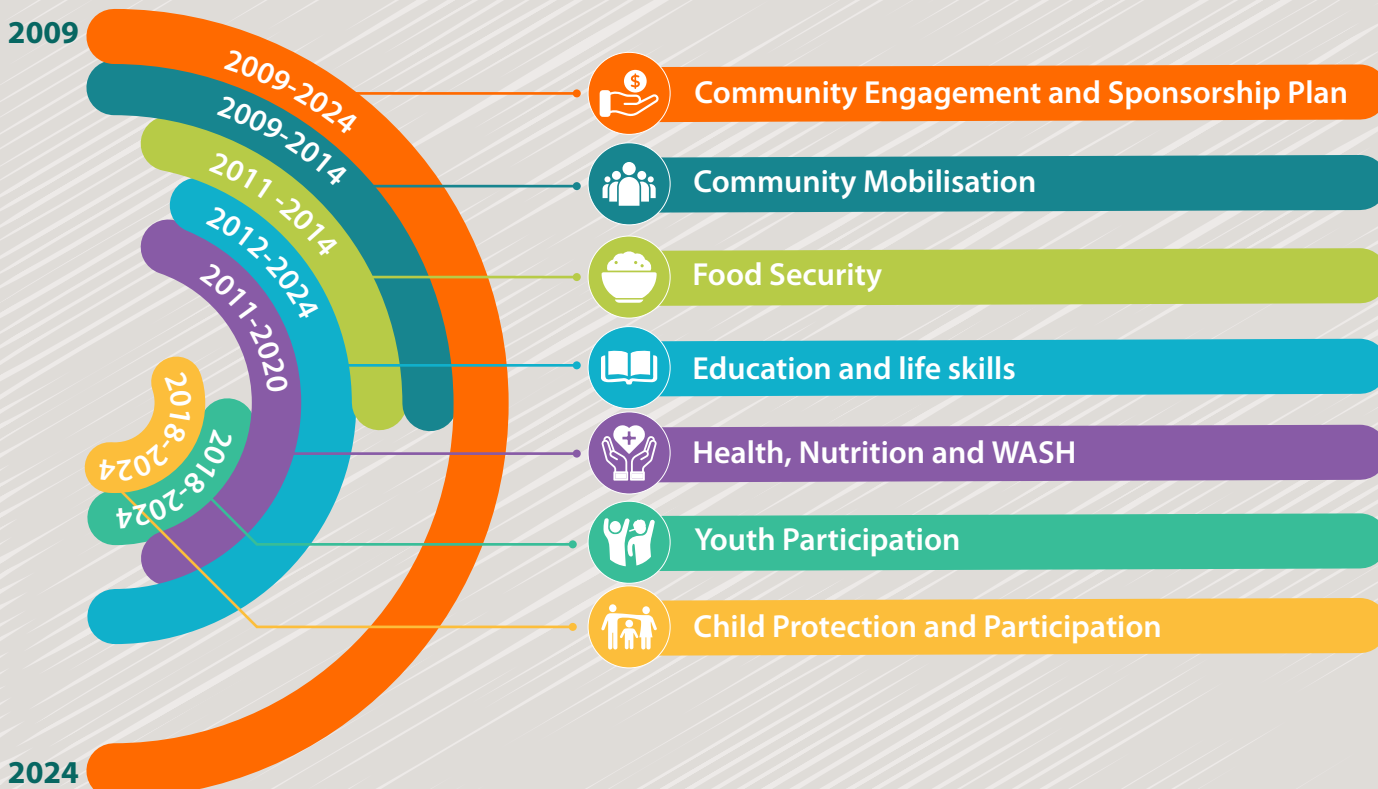 2009
2009-2024
Community Engagement and Sponsorship Plan
2009-2014
Community Mobilisation
2011 -2014
Food Security
2012-2024
Education and life skills
2011-2020
Health, Nutrition and WASH
2018-2024
Youth Participation
2018-2024
Child Protection and Participation
2024
$